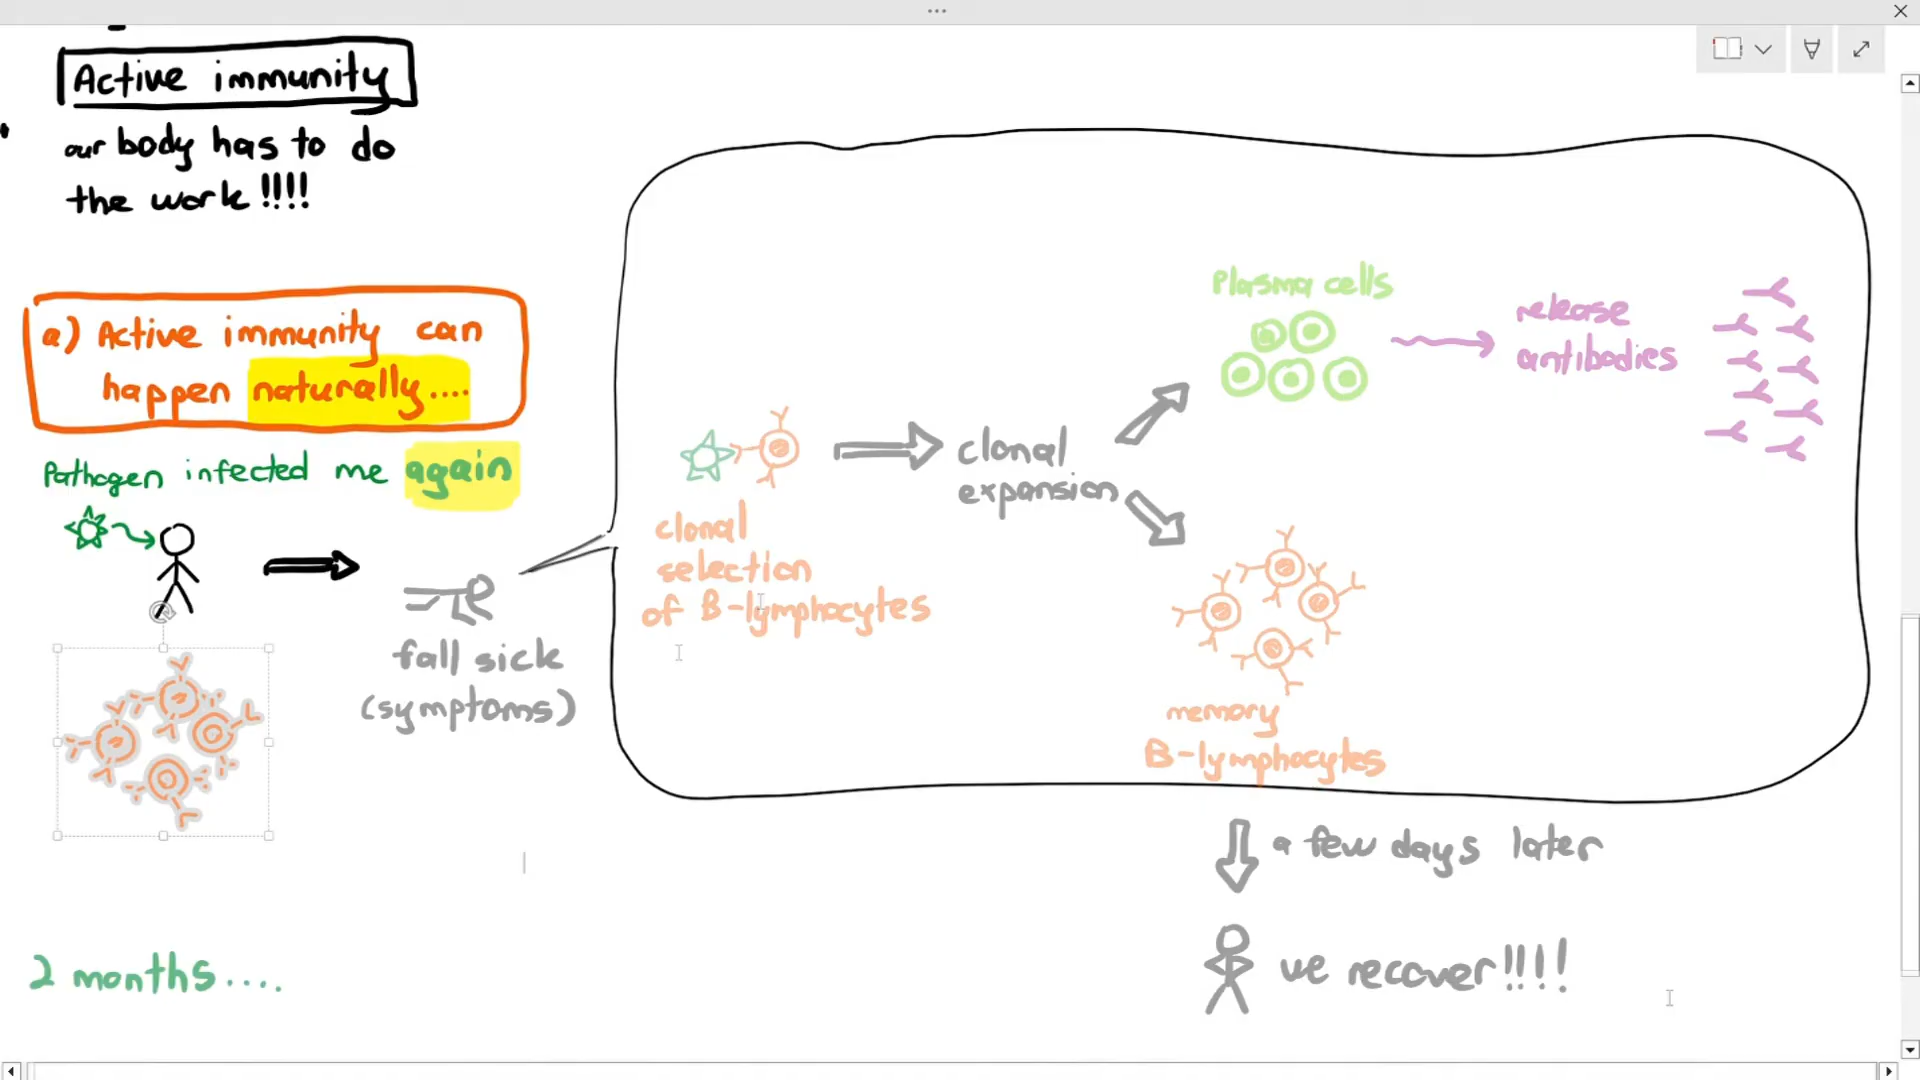 Active immunity
our body has to do
the work!!!!
a) Active immunity can
happen naturally....
Pathogen infected me again
fall sick
(symptoms)
2 months....
clonal
selection
of B-lymphocytes
clonal
expansion
Plasma cells
release
antibodies
memory
B-lymphocytes
a few days later
we recover!!!!